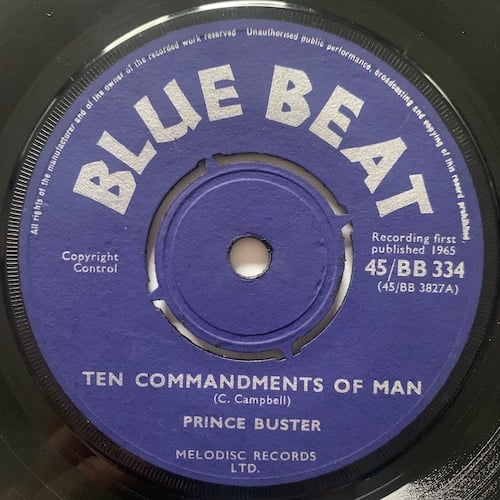 All rights of the manufacturer and of the owner of the recorded work reserved Unauthorised public performance, broadcasting and copying of this record prohibited.
BLUE BEAT
Copyright
Control
Recording first
published 1965
45/BB 334
(45/BB 3827A)
TEN COMMANDMENTS OF MAN
(C. Campbell)
PRINCE BUSTER
MELODISC RECORDS
LTD.